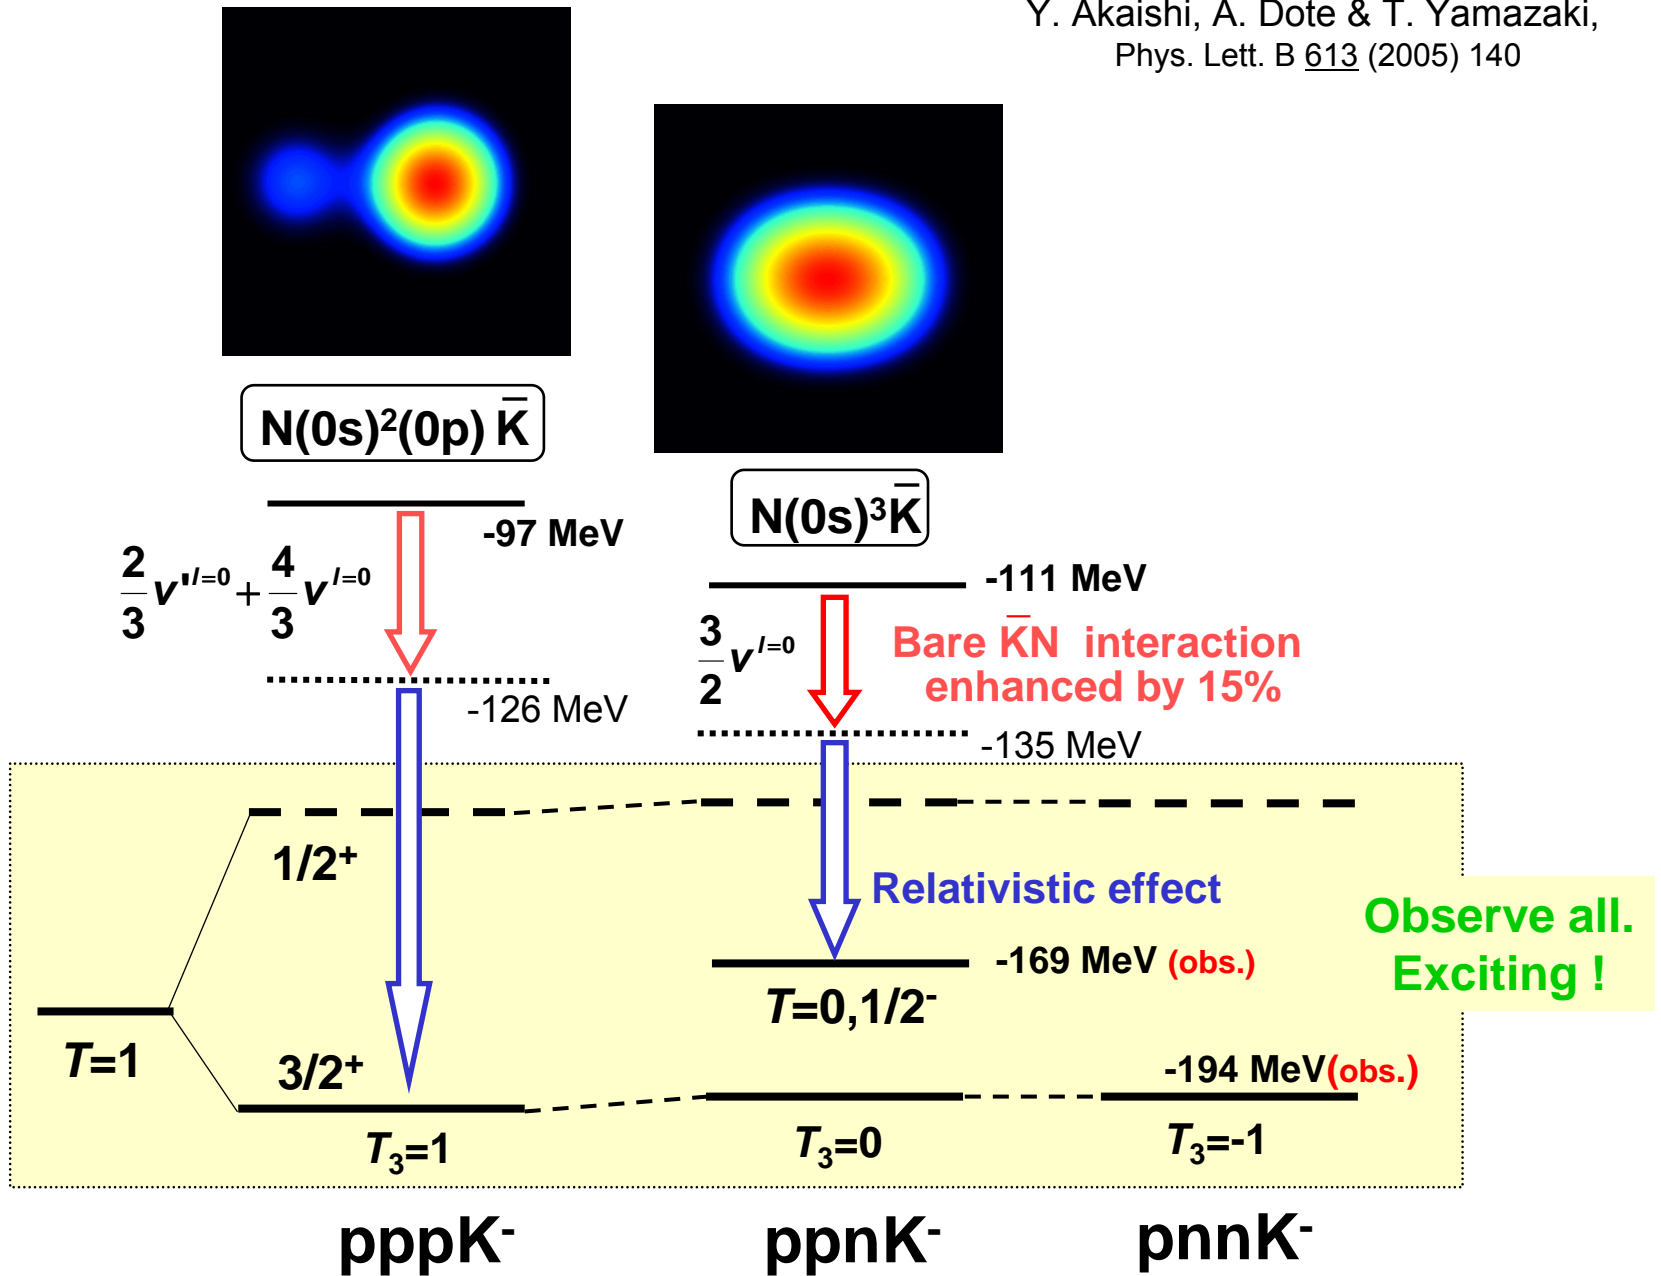 Y. Akaishi, A. Dote & T. Yamazaki,
Phys. Lett. B 613 (2005) 140
N(0s)²(0p) K̅
-97 MeV
2/3 v'^{I=0} + 4/3 v^{I=0}
-126 MeV
N(0s)³K̅
-111 MeV
3/2 v^{I=0}
Bare K̅N interaction
enhanced by 15%
-135 MeV
1/2⁺
Relativistic effect
Observe all.
Exciting !
-169 MeV (obs.)
T=0,1/2⁻
T=1
3/2⁺
-194 MeV(obs.)
T₃=1
T₃=0
T₃=-1
pppK⁻
ppnK⁻
pnnK⁻